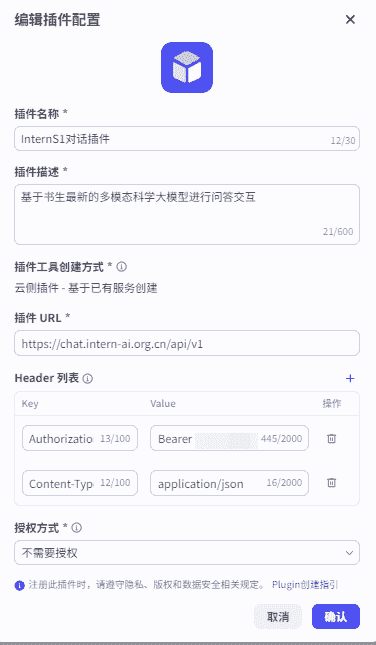 编辑插件配置
插件名称 *
InternS1对话插件 12/30
插件描述 *
基于书生最新的多模态科学大模型进行问答交互
21/600
插件工具创建方式 *
云侧插件 - 基于已有服务创建
插件 URL *
https://chat.intern-ai.org.cn/api/v1
Header 列表 +
Key Value 操作
Authorizatio 13/100 Bearer 445/2000
Content-Typ 12/100 application/json 16/2000
授权方式 *
不需要授权
注册此插件时，请遵守隐私、版权和数据安全相关规定。 Plugin创建指引
取消 确认